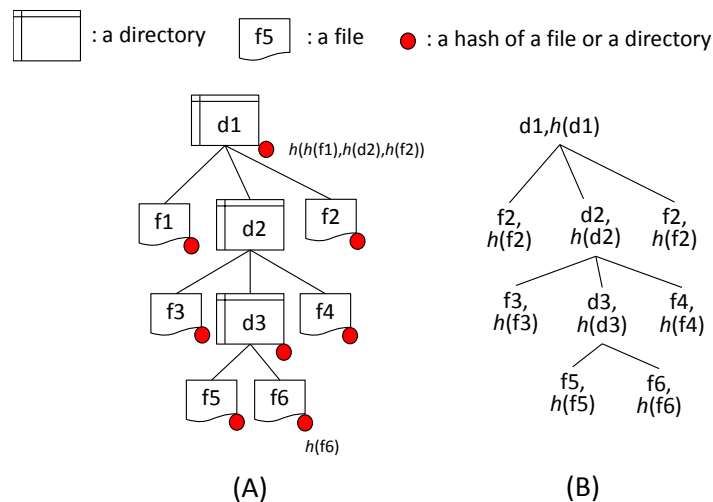 : a directory
f5
: a file
: a hash of a file or a directory
d1
h(h(f1),h(d2),h(f2))
f1
d2
f2
f3
d3
f4
f5
f6
h(f6)
(A)
d1,h(d1)
f2,
h(f2)
d2,
h(d2)
f2,
h(f2)
f3,
h(f3)
d3,
h(d3)
f4,
h(f4)
f5,
h(f5)
f6,
h(f6)
(B)